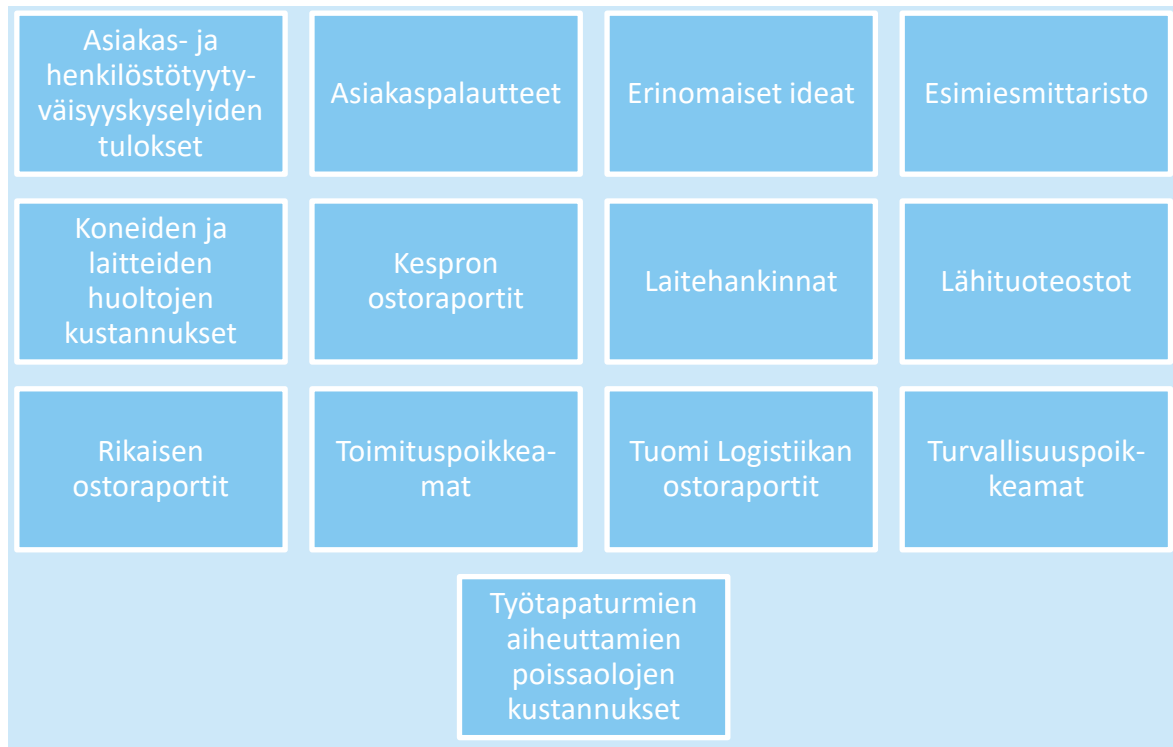 Asiakas- ja
henkilöstötyyty-
väisyyskyselyiden
tulokset
Asiakaspalautteet
Erinomaiset ideat
Esimiesmittaristo
Koneiden ja
laitteiden
huoltojen
kustannukset
Kespron
ostoraportit
Laitehankinnat
Lähituoteostot
Rikaisen
ostoraportit
Toimituspoikkea-
mat
Tuomi Logistiikan
ostoraportit
Turvallisuuspoik-
keamat
Työtapaturmien
aiheuttamien
poissaolojen
kustannukset